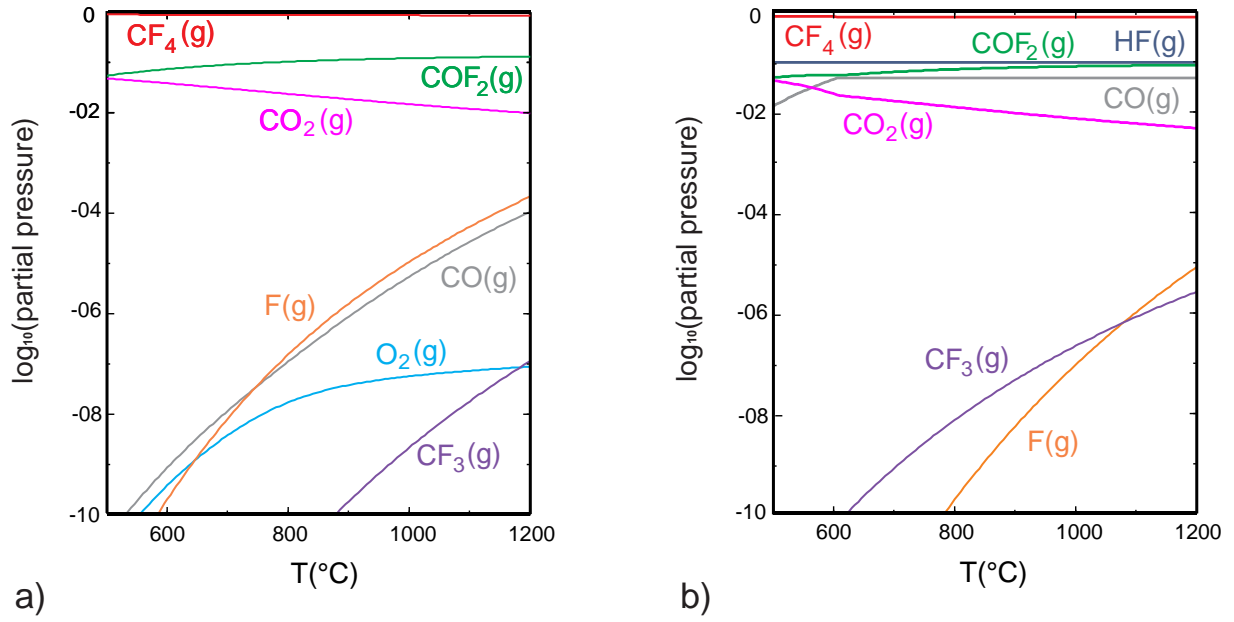 0
-02
-04
-06
-08
-10
600
800
1000
1200
log₁₀(partial pressure)
T(°C)
CF₄(g)
COF₂(g)
CO₂(g)
F(g)
CO(g)
O₂(g)
CF₃(g)
a)
0
-02
-04
-06
-08
-10
600
800
1000
1200
log₁₀(partial pressure)
T(°C)
CF₄(g)
COF₂(g)
HF(g)
CO(g)
CO₂(g)
CF₃(g)
F(g)
b)